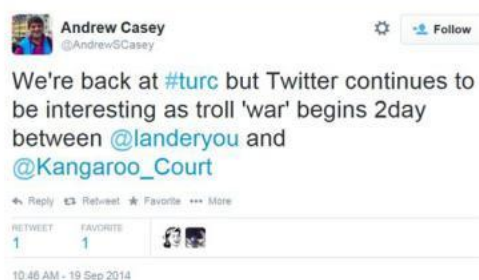 Andrew Casey
@AndrewSCasey
Follow
We're back at #turc but Twitter continues to
be interesting as troll 'war' begins 2day
between @landeryou and
@Kangaroo_Court
Reply Retweet Favorite More
RETWEET FAVORITE
1 1
10:46 AM - 19 Sep 2014